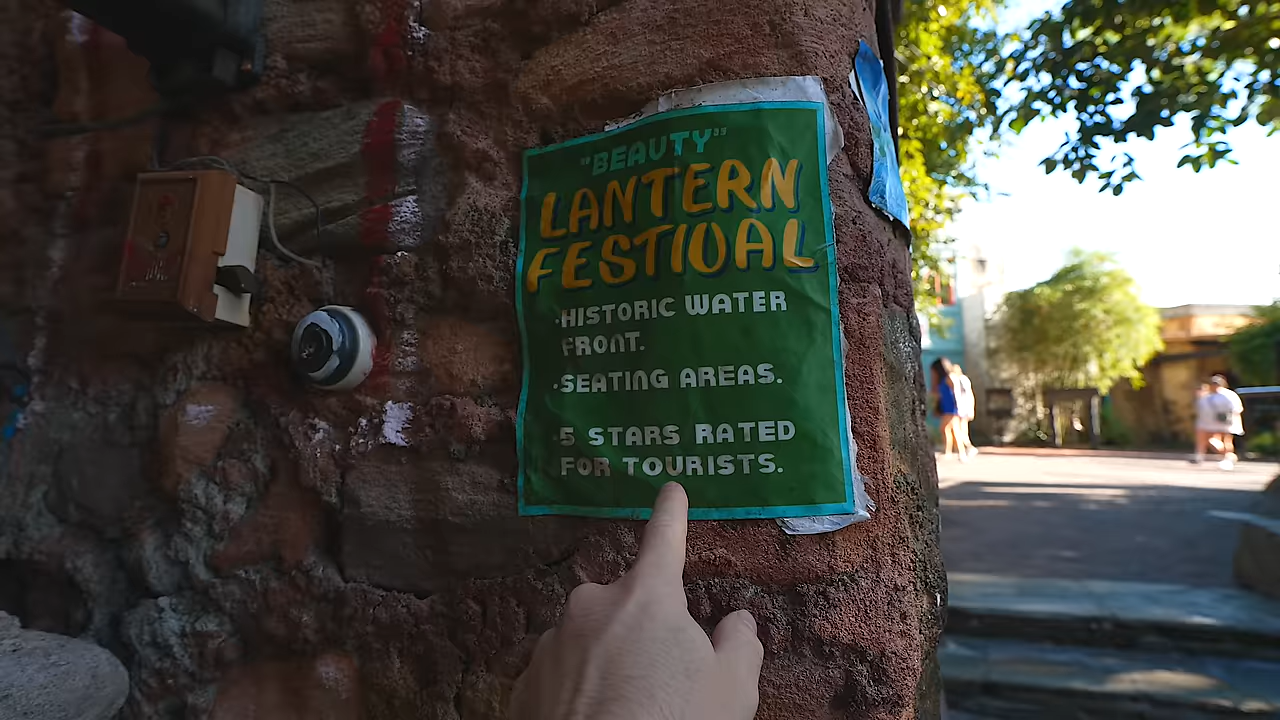 "BEAUTY"
LANTERN
FESTIVAL
·HISTORIC WATER
FRONT.
·SEATING AREAS.
·5 STARS RATED
FOR TOURISTS.